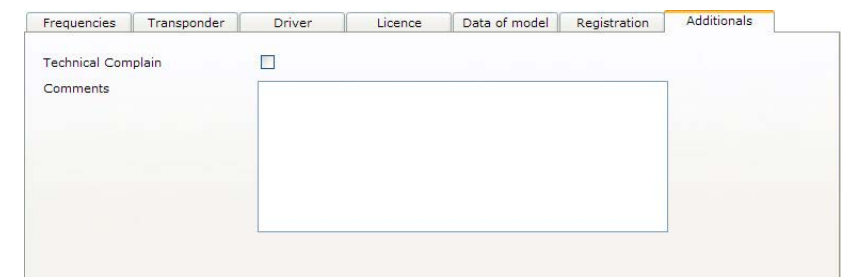 Frequencies Transponder Driver Licence Data of model Registration Additionals
Technical Complain
Comments